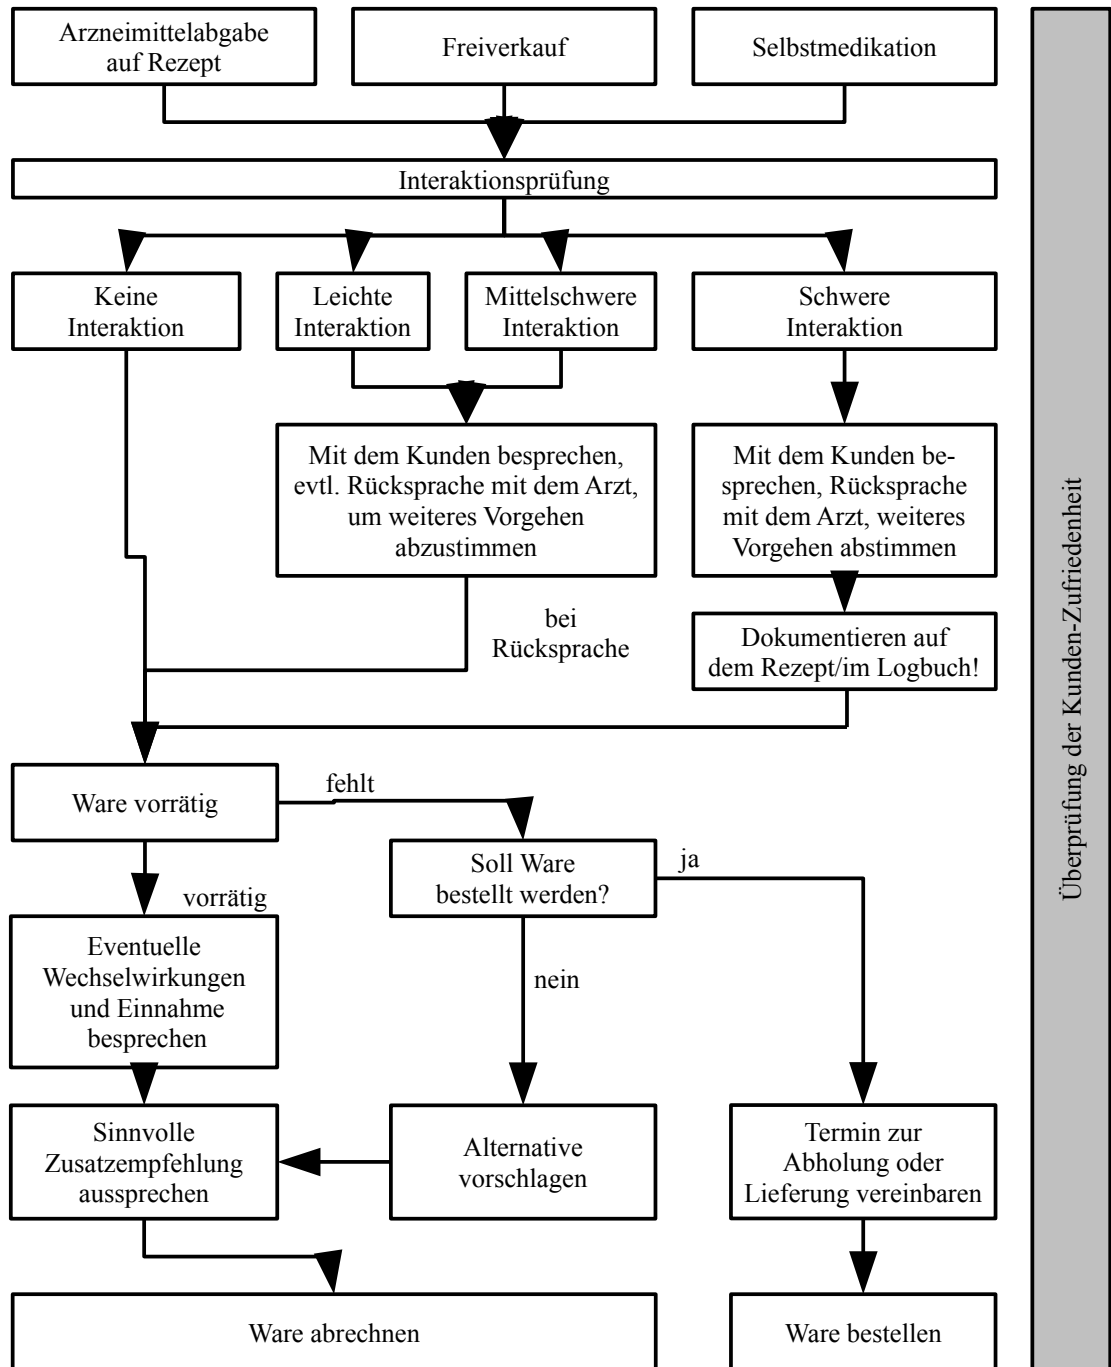 Arzneimittelabgabe
auf Rezept
Freiverkauf
Selbstmedikation
Interaktionsprüfung
Keine
Interaktion
Leichte
Interaktion
Mittelschwere
Interaktion
Schwere
Interaktion
Mit dem Kunden besprechen,
evtl. Rücksprache mit dem Arzt,
um weiteres Vorgehen
abzustimmen
Mit dem Kunden be-
sprechen, Rücksprache
mit dem Arzt, weiteres
Vorgehen abstimmen
bei
Rücksprache
Dokumentieren auf
dem Rezept/im Logbuch!
Ware vorrätig
fehlt
Soll Ware
bestellt werden?
ja
vorrätig
Eventuelle
Wechselwirkungen
und Einnahme
besprechen
nein
Sinnvolle
Zusatzempfehlung
aussprechen
Alternative
vorschlagen
Termin zur
Abholung oder
Lieferung vereinbaren
Ware abrechnen
Ware bestellen
Überprüfung der Kunden-Zufriedenheit